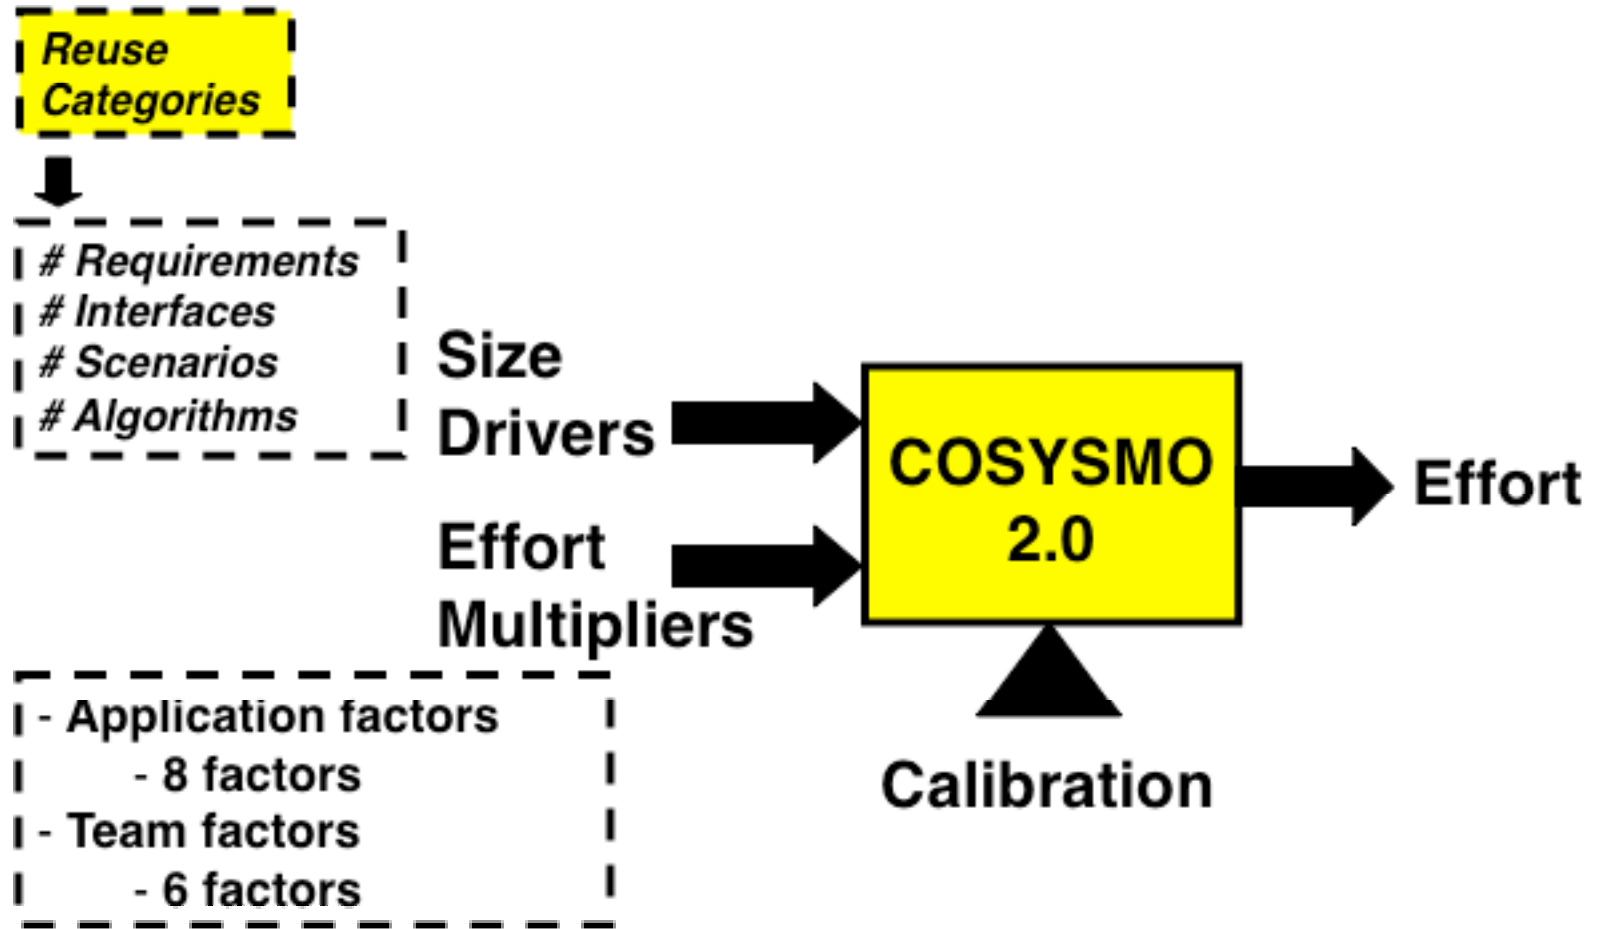 Reuse
Categories
# Requirements
# Interfaces
# Scenarios
# Algorithms
Size
Drivers
Effort
Multipliers
- Application factors
- 8 factors
- Team factors
- 6 factors
COSYSMO
2.0
Calibration
Effort